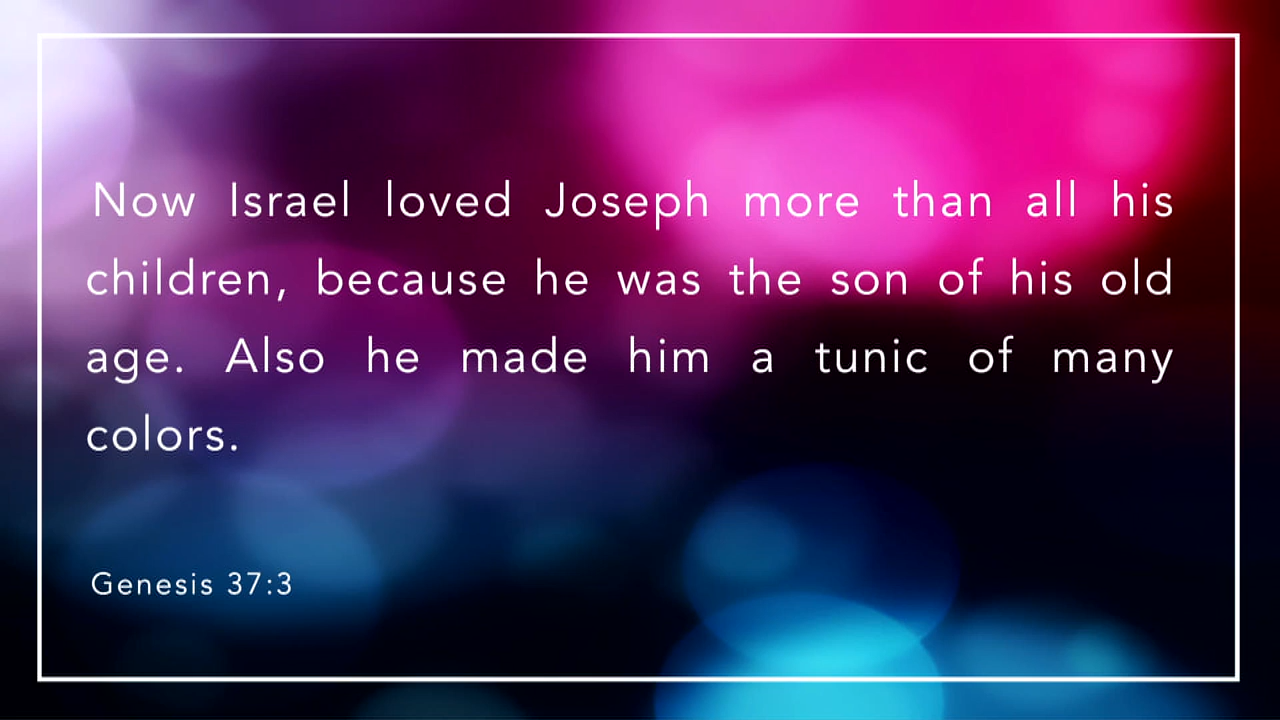 Now Israel loved Joseph more than all his
children, because he was the son of his old
age. Also he made him a tunic of many
colors.
Genesis 37:3